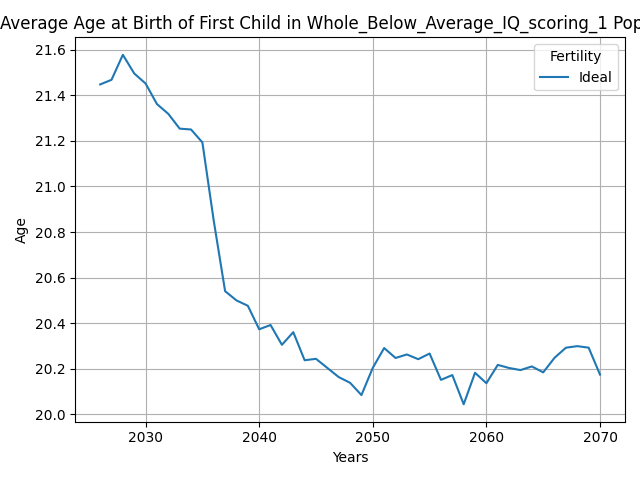 Average Age at Birth of First Child in Whole_Below_Average_IQ_scoring_1 Pop
Fertility
Ideal
21.6
21.4
21.2
21.0
20.8
20.6
20.4
20.2
20.0
Age
2030 2040 2050 2060 2070
Years